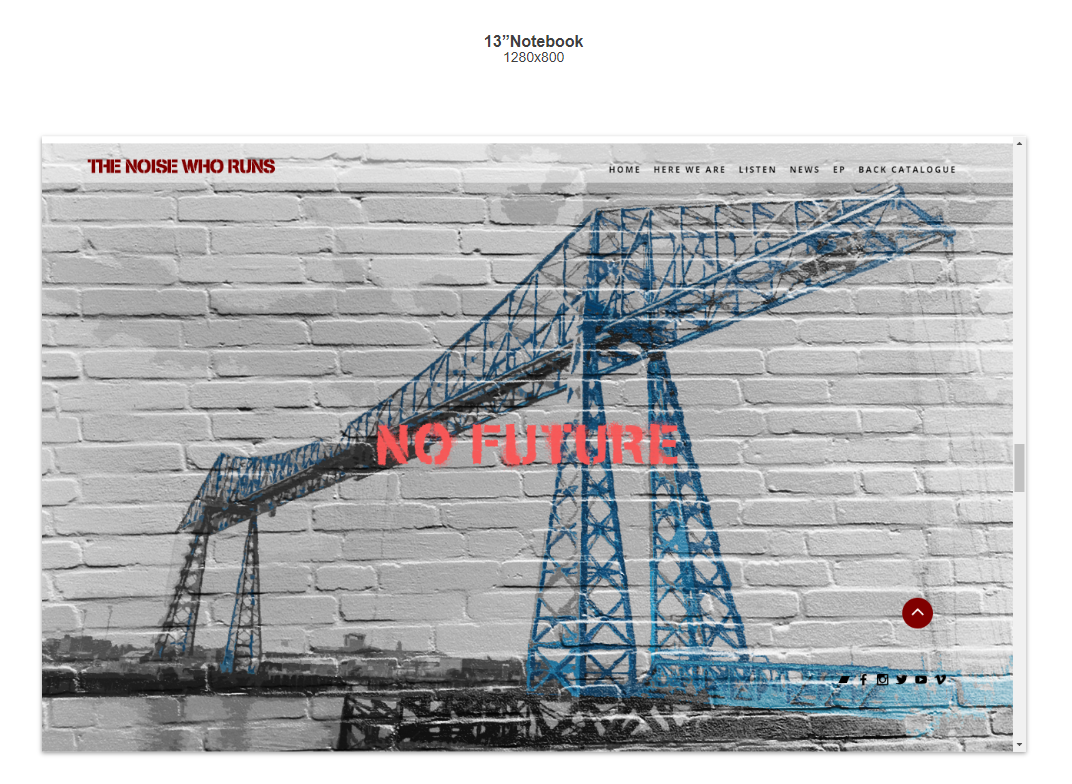 13”Notebook
1280x800
THE NOISE WHO RUNS
HOME HERE WE ARE LISTEN NEWS EP BACK CATALOGUE
NO FUTURE